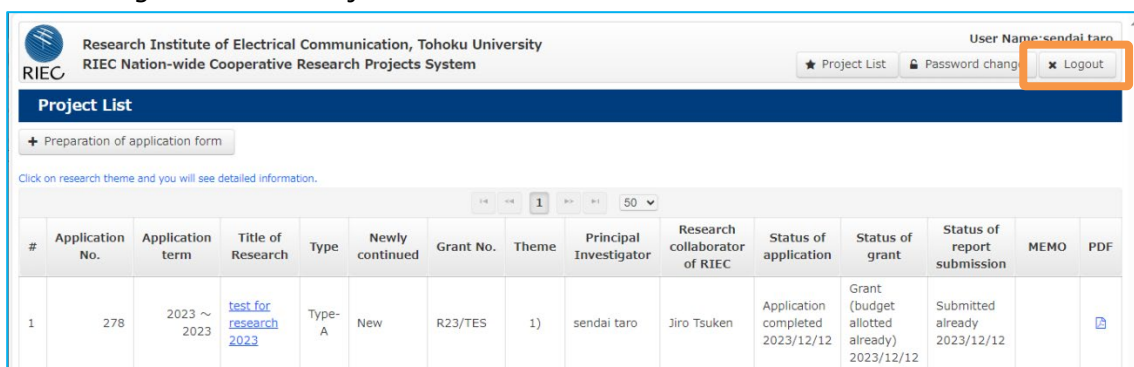 Research Institute of Electrical Communication, Tohoku University
RIEC Nation-wide Cooperative Research Projects System
RIEC
User Name:sendai taro
Project List
Password change
Logout
Project List
Preparation of application form
Click on research theme and you will see detailed information.
1
50
# Application No. Application term Title of Research Type Newly continued Grant No. Theme Principal Investigator Research collaborator of RIEC Status of application Status of grant Status of report submission MEMO PDF
1 278 2023 ~ 2023 test for research 2023 Type-A New R23/TES 1) sendai taro Jiro Tsuken Application completed 2023/12/12 Grant (budget allotted already) 2023/12/12 Submitted already 2023/12/12